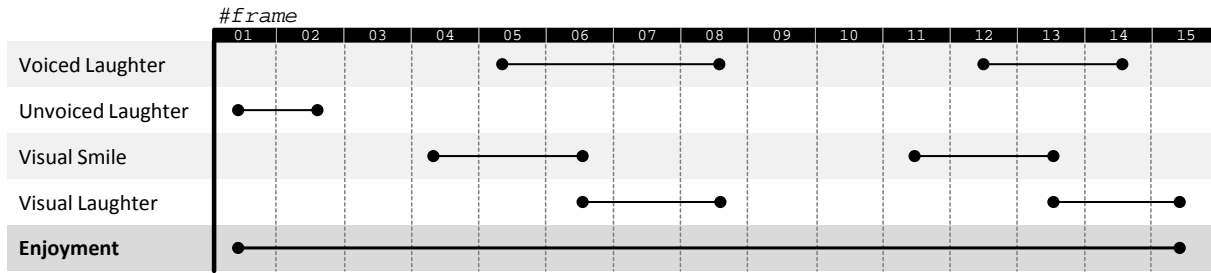 #frame
01 02 03 04 05 06 07 08 09 10 11 12 13 14 15
Voiced Laughter
Unvoiced Laughter
Visual Smile
Visual Laughter
Enjoyment